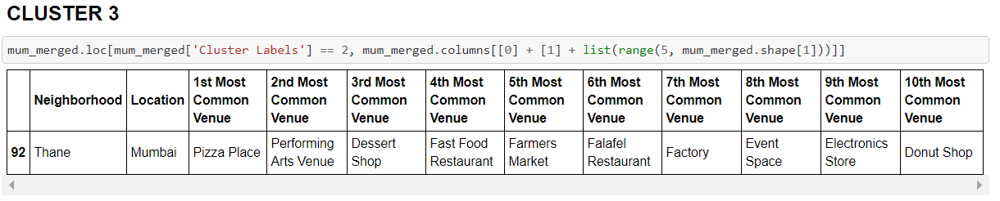 CLUSTER 3
mum_merged.loc[mum_merged['Cluster Labels'] == 2, mum_merged.columns[[0] + [1] + list(range(5, mum_merged.shape[1]))]]
Neighborhood Location 1st Most Common Venue 2nd Most Common Venue 3rd Most Common Venue 4th Most Common Venue 5th Most Common Venue 6th Most Common Venue 7th Most Common Venue 8th Most Common Venue 9th Most Common Venue 10th Most Common Venue
92 Thane Mumbai Pizza Place Performing Arts Venue Dessert Shop Fast Food Restaurant Farmers Market Falafel Restaurant Factory Event Space Electronics Store Donut Shop